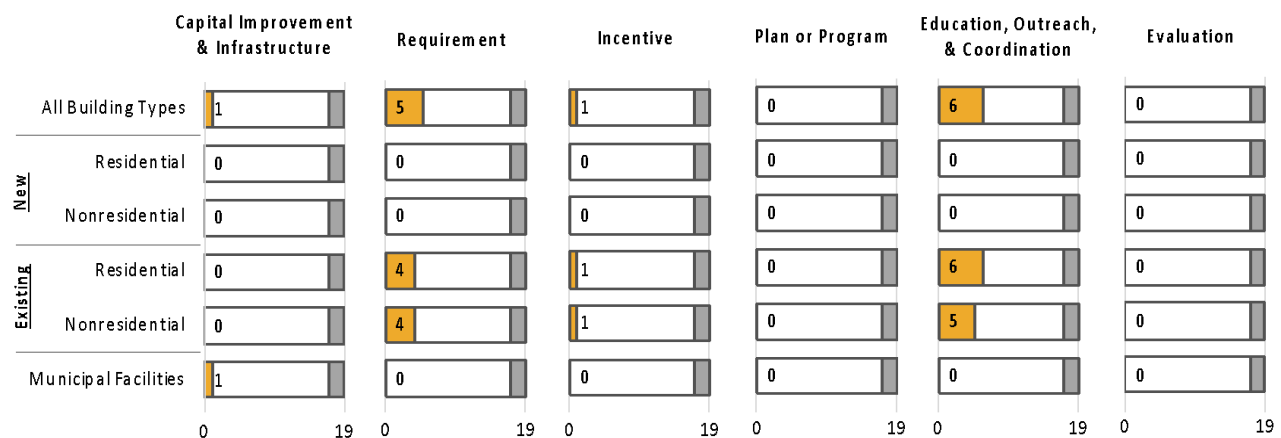 Capital Improvement
& Infrastructure
Requirement
Incentive
Plan or Program
Education, Outreach,
& Coordination
Evaluation
All Building Types 1 5 1 0 6 0
New
Residential 0 0 0 0 0 0
Nonresidential 0 0 0 0 0 0
Existing
Residential 0 4 1 0 6 0
Nonresidential 0 4 1 0 5 0
Municipal Facilities 1 0 0 0 0 0
0 19 0 19 0 19 0 19 0 19 0 19